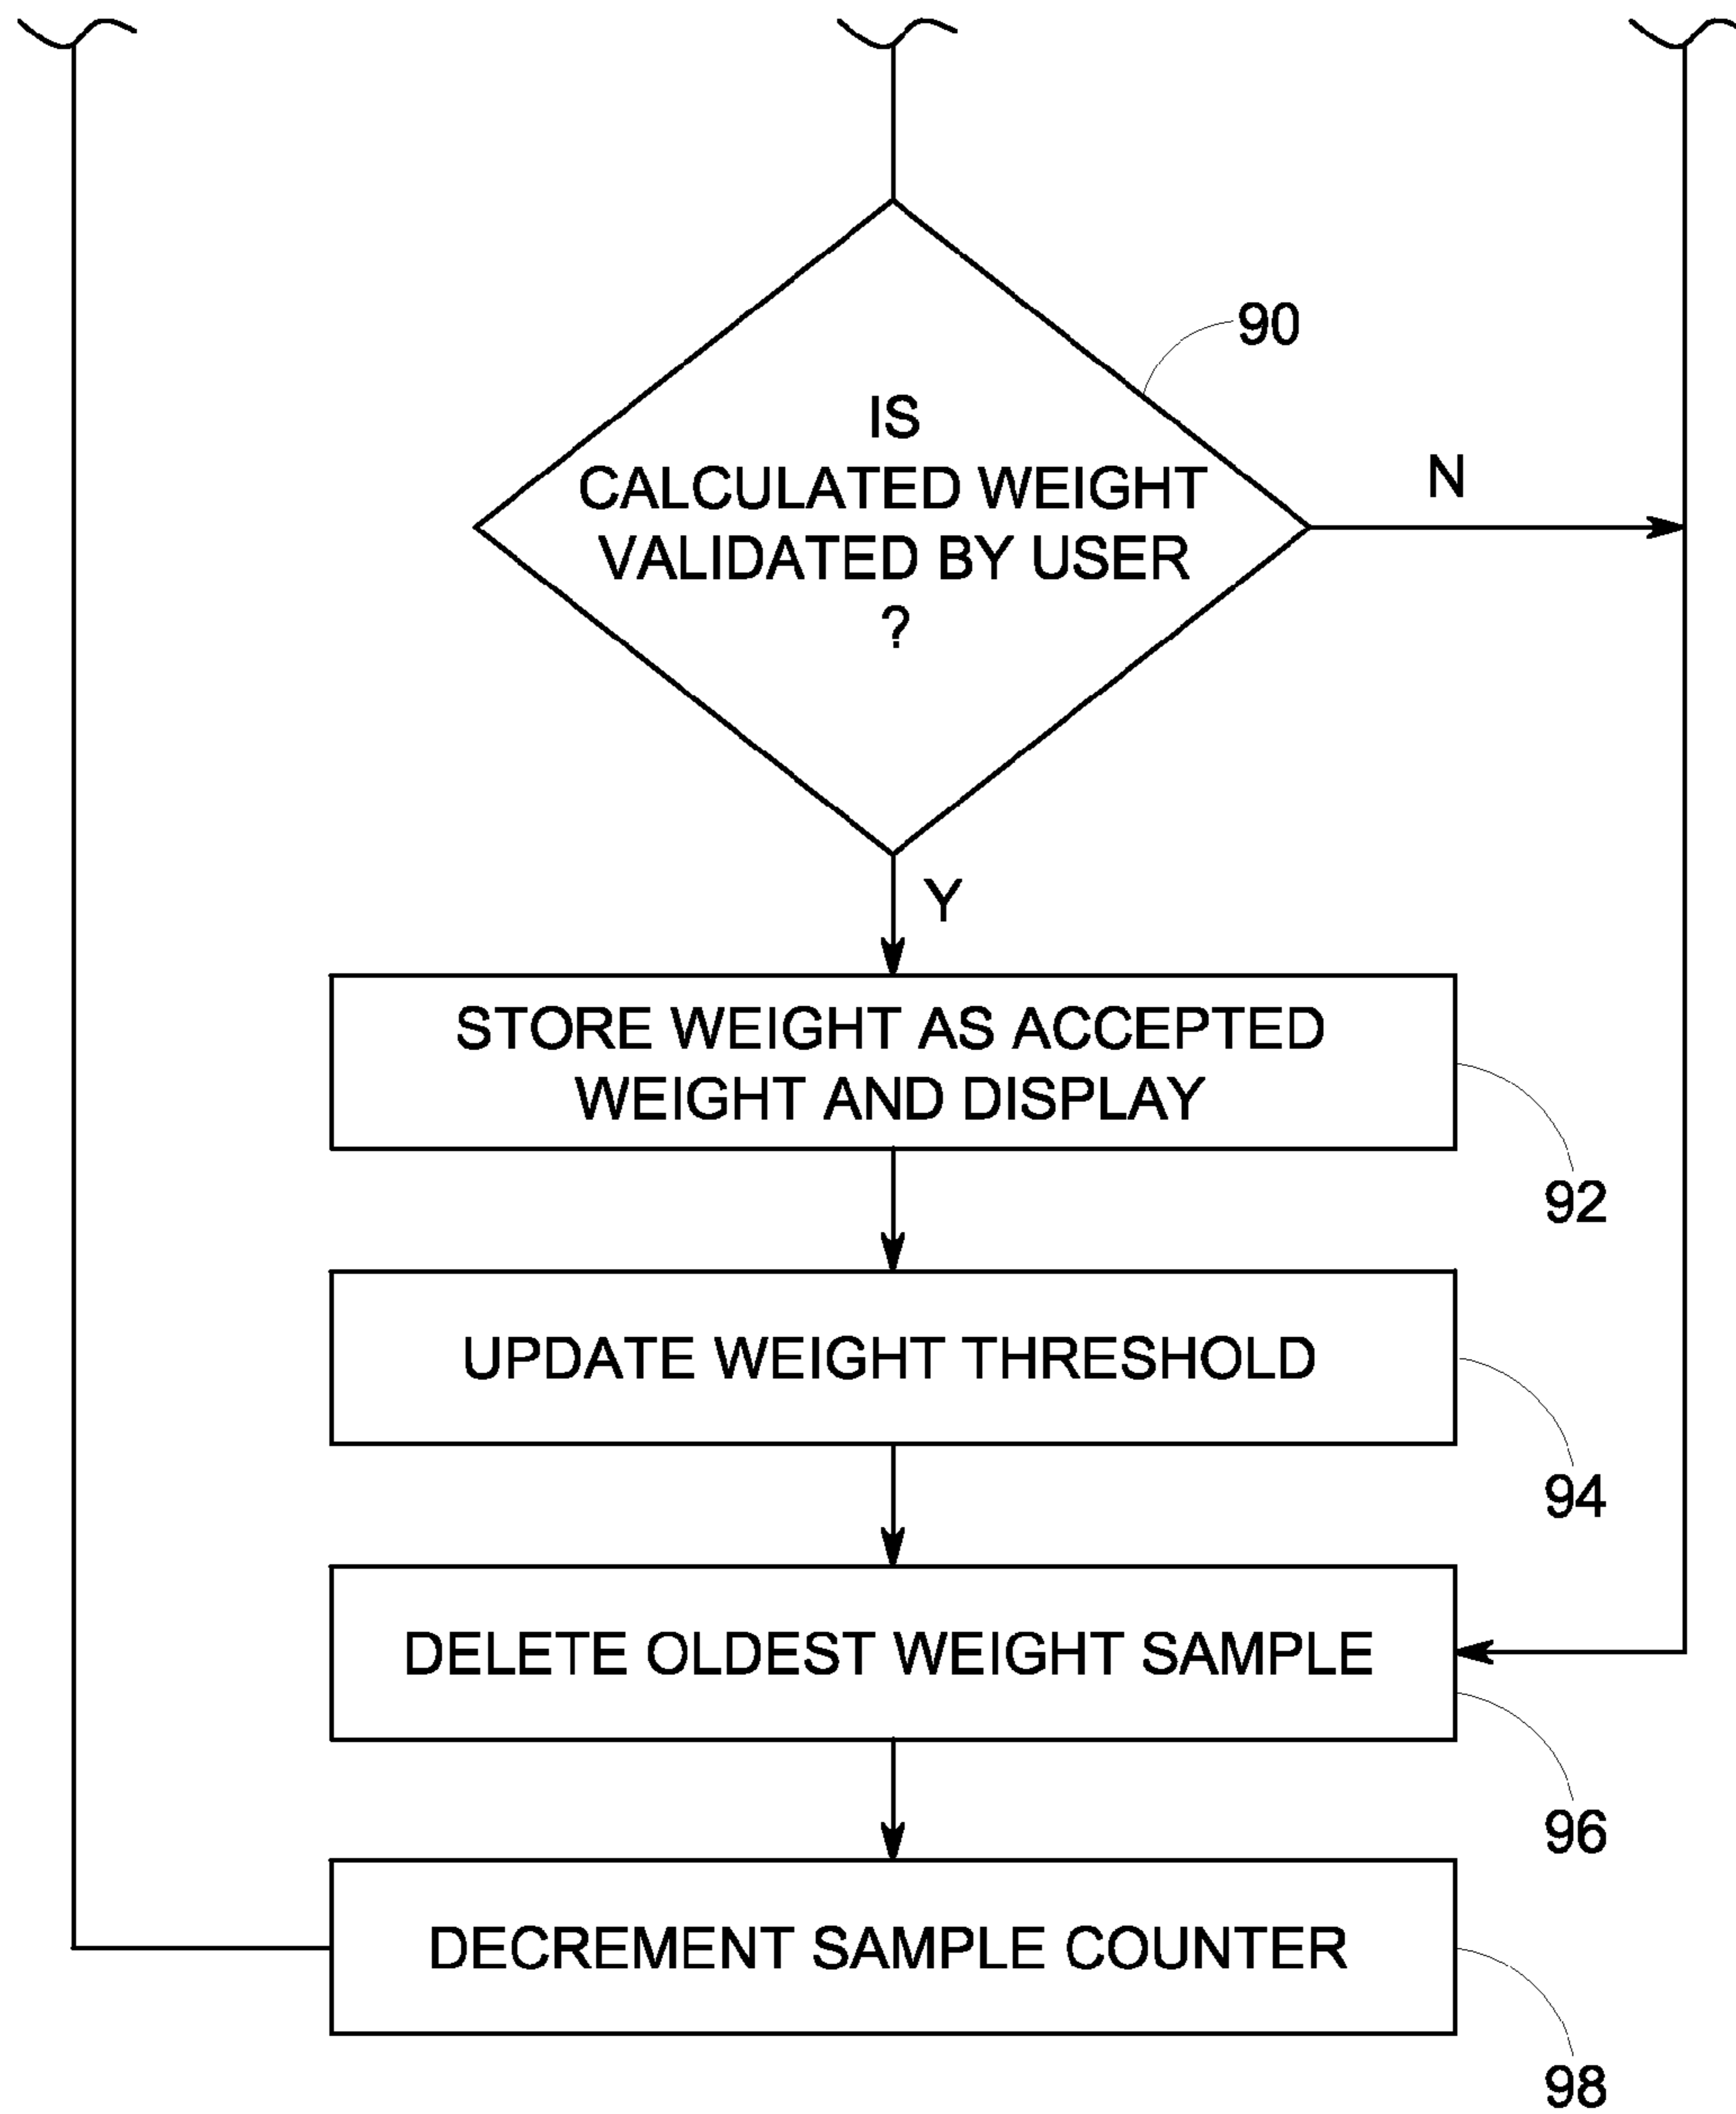 90
IS
CALCULATED WEIGHT
VALIDATED BY USER
?
N
Y
STORE WEIGHT AS ACCEPTED
WEIGHT AND DISPLAY
92
UPDATE WEIGHT THRESHOLD
94
DELETE OLDEST WEIGHT SAMPLE
96
DECREMENT SAMPLE COUNTER
98